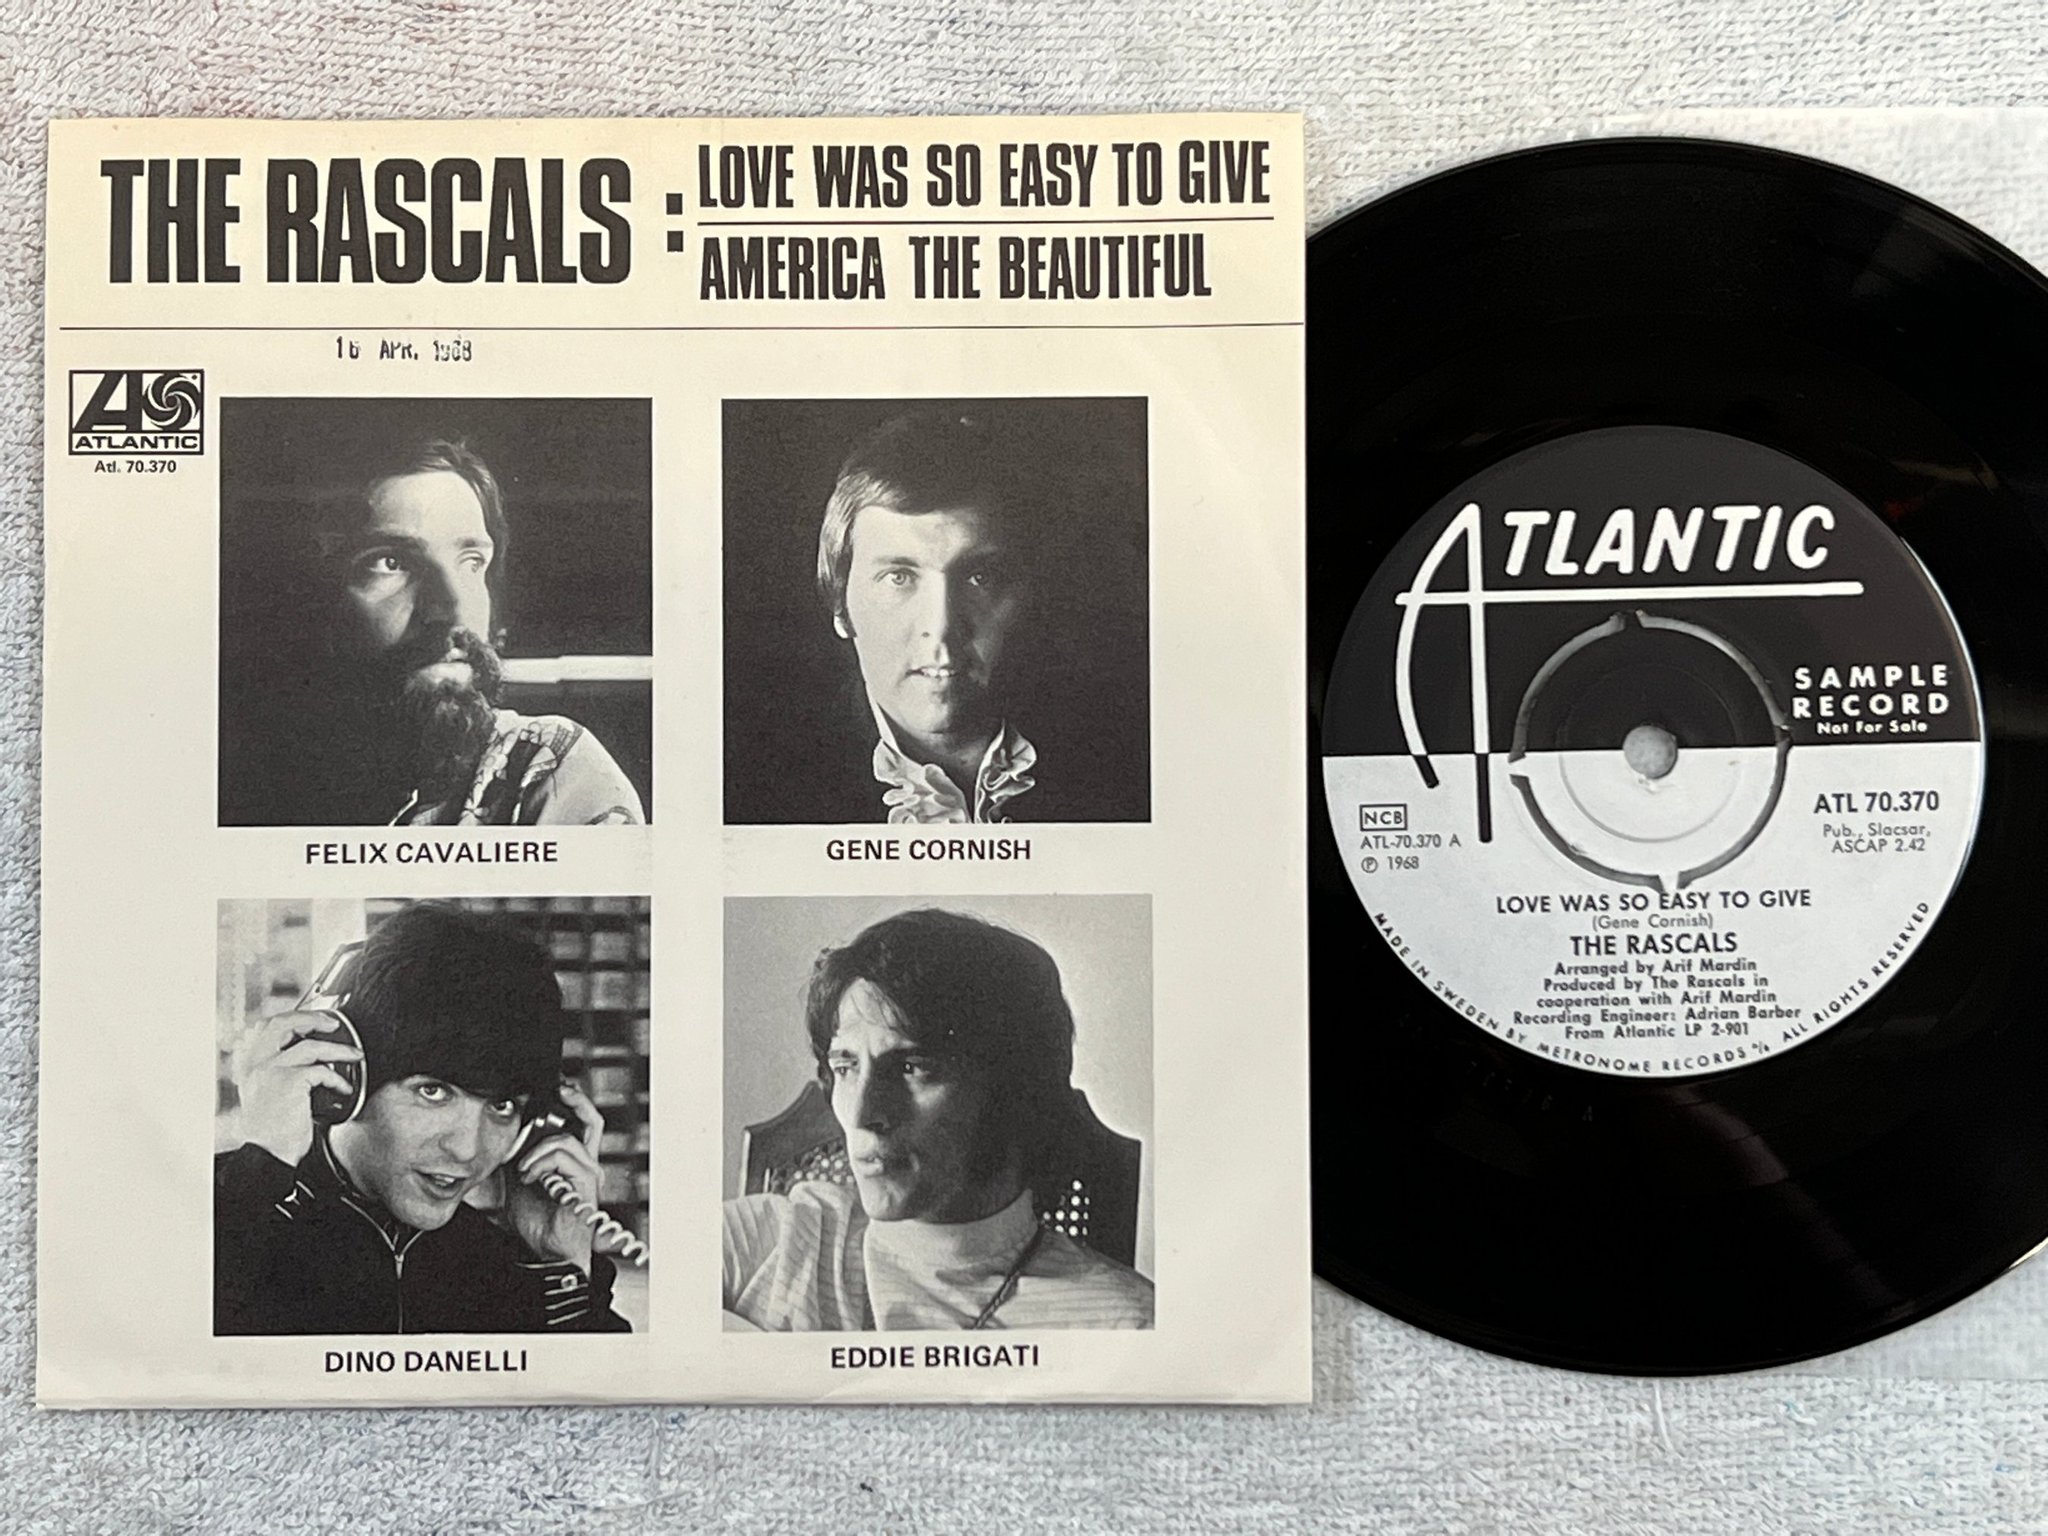 THE RASCALS :
LOVE WAS SO EASY TO GIVE
AMERICA THE BEAUTIFUL
16 APR. 1968
ATLANTIC
Atl. 70.370
FELIX CAVALIERE
GENE CORNISH
DINO DANELLI
EDDIE BRIGATI
ATLANTIC
SAMPLE
RECORD
Not For Sale
NCB
ATL-70.370 A
Ⓟ 1968
ATL 70.370
Pub., Slacsar,
ASCAP 2.42
LOVE WAS SO EASY TO GIVE
(Gene Cornish)
THE RASCALS
Arranged by Arif Mardin
Produced by The Rascals in
cooperation with Arif Mardin
Recording Engineer: Adrian Barber
From Atlantic LP 2-901
MADE IN SWEDEN BY METRONOME RECORDS A/S ALL RIGHTS RESERVED